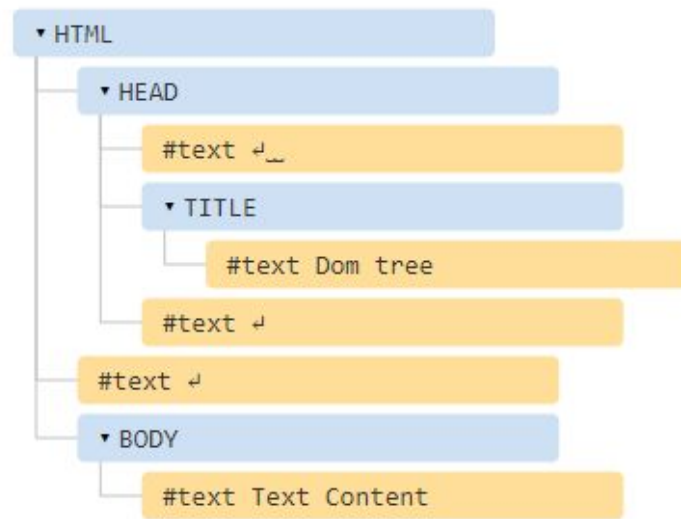 ▾ HTML
▾ HEAD
#text ↵␣␣
▾ TITLE
#text Dom tree
#text ↵
#text ↵
▾ BODY
#text Text Content